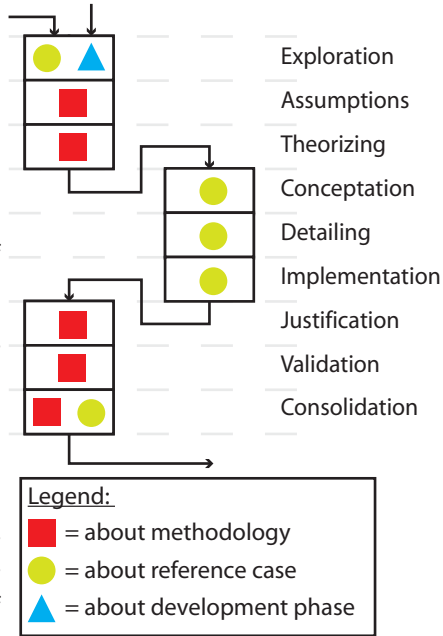 Exploration
Assumptions
Theorizing
Conceptation
Detailing
Implementation
Justification
Validation
Consolidation
Legend:
= about methodology
= about reference case
= about development phase